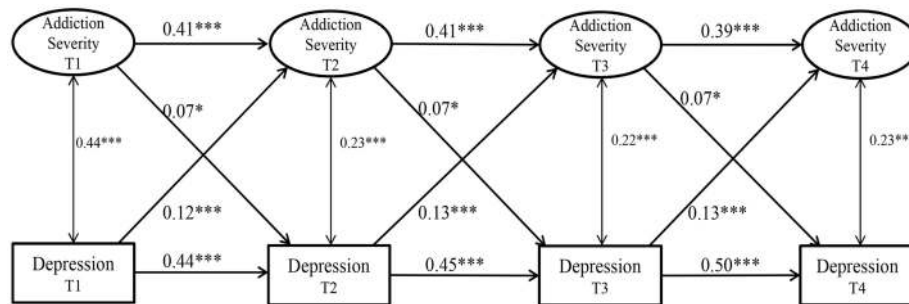 Addiction
Severity
T1
0.41***
Addiction
Severity
T2
0.41***
Addiction
Severity
T3
0.39***
Addiction
Severity
T4
0.07*
0.07*
0.07*
0.44***
0.23***
0.22***
0.23**
0.12***
0.13***
0.13***
Depression
T1
0.44***
Depression
T2
0.45***
Depression
T3
0.50***
Depression
T4